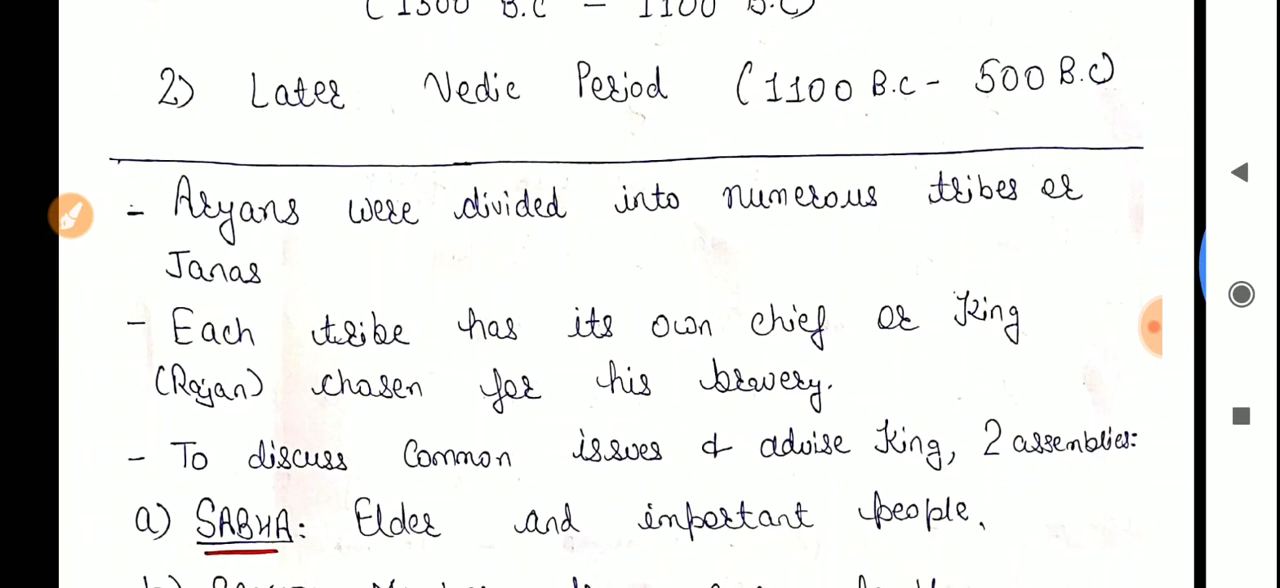 (1500 B.C - 1100 B.C)
2) Later Vedic Period (1100 B.C - 500 B.C)
- Aryans were divided into numerous tribes or
Janas
- Each tribe has its own chief or King
(Rajan) chosen for his bravery.
- To discuss common issues & advise King, 2 assemblies:
a) SABHA: Elder and important people.
b)